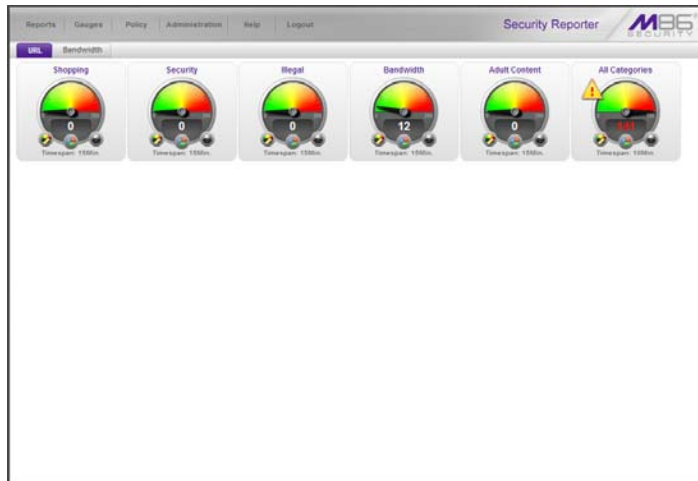 Reports Gauges Policy Administration Help Logout
Security Reporter
M86
SECURITY
URL Bandwidth
Shopping Security Illegal Bandwidth Adult Content All Categories
0 0 0 12 0
Timespan: 15Min. Timespan: 15Min. Timespan: 15Min. Timespan: 15Min. Timespan: 15Min. Timespan: